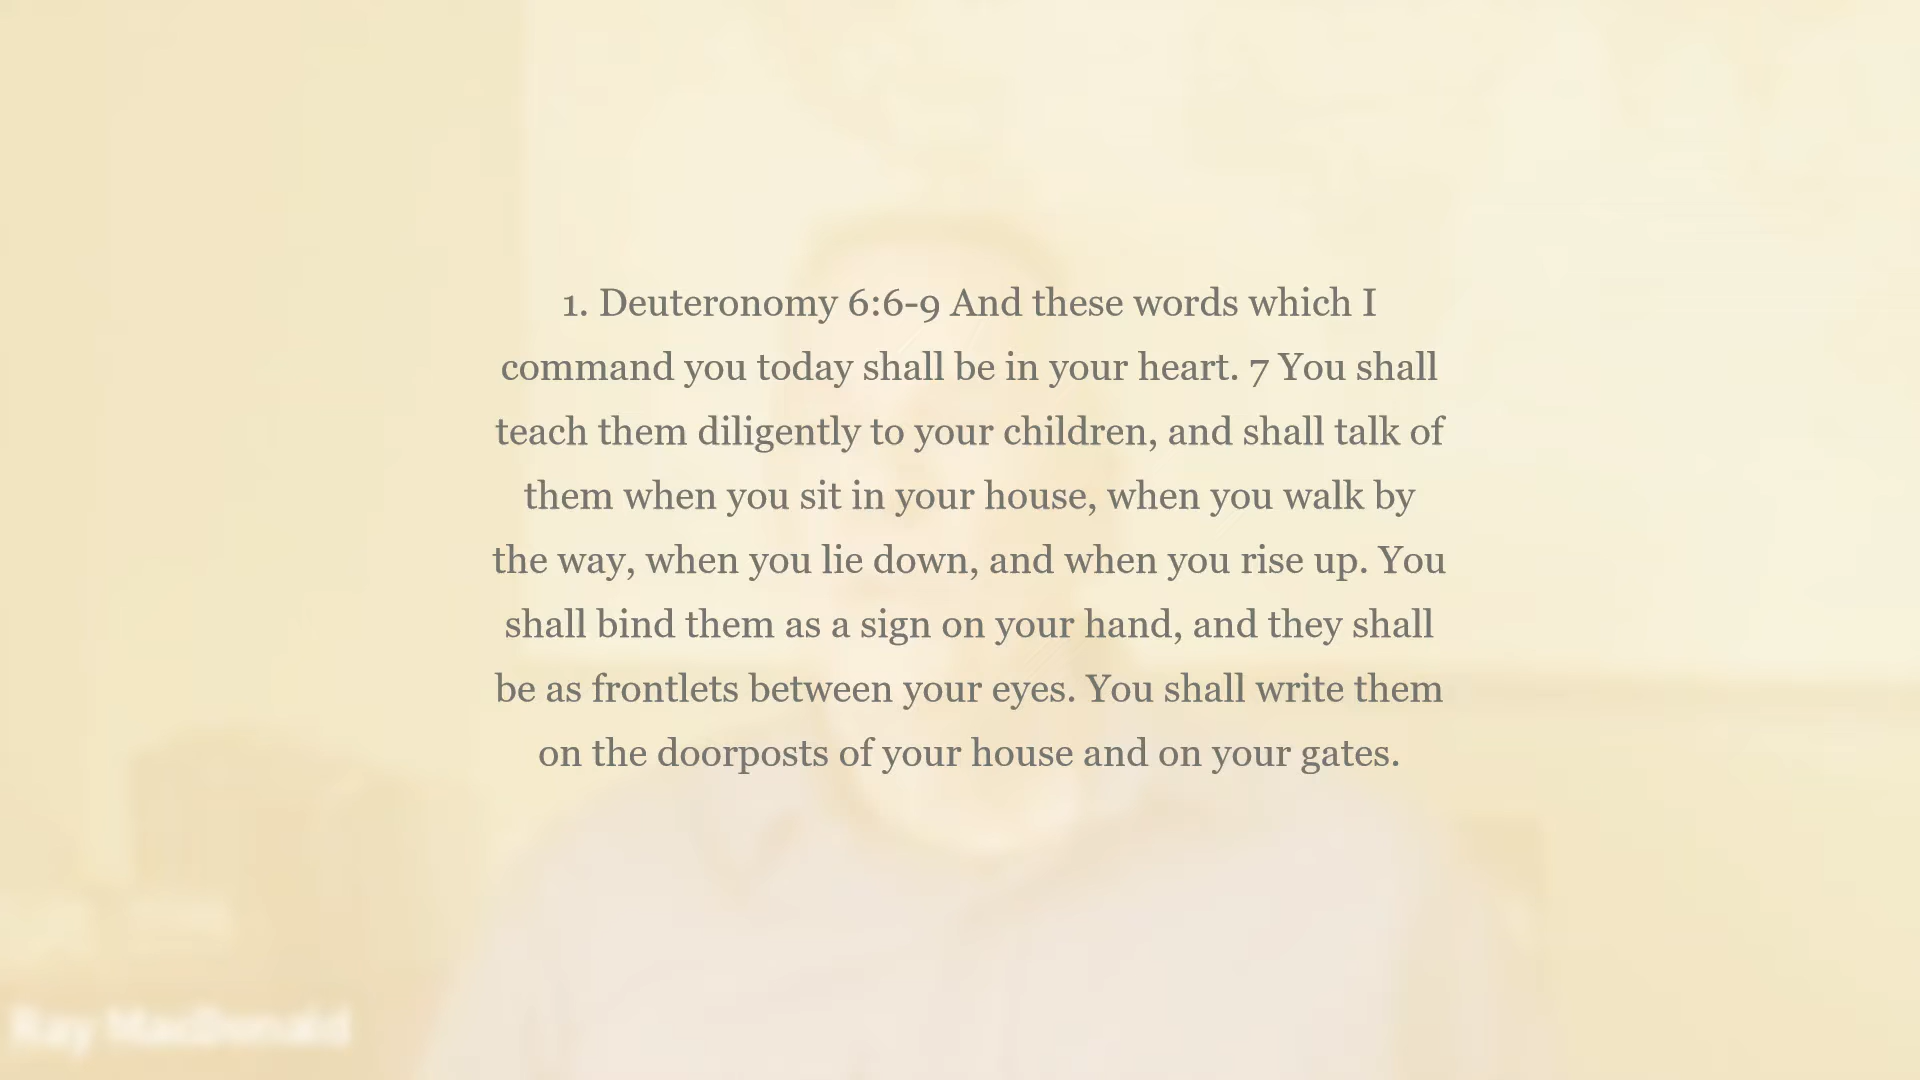 1. Deuteronomy 6:6-9 And these words which I
command you today shall be in your heart. 7 You shall
teach them diligently to your children, and shall talk of
them when you sit in your house, when you walk by
the way, when you lie down, and when you rise up. You
shall bind them as a sign on your hand, and they shall
be as frontlets between your eyes. You shall write them
on the doorposts of your house and on your gates.
Ray MacDonald